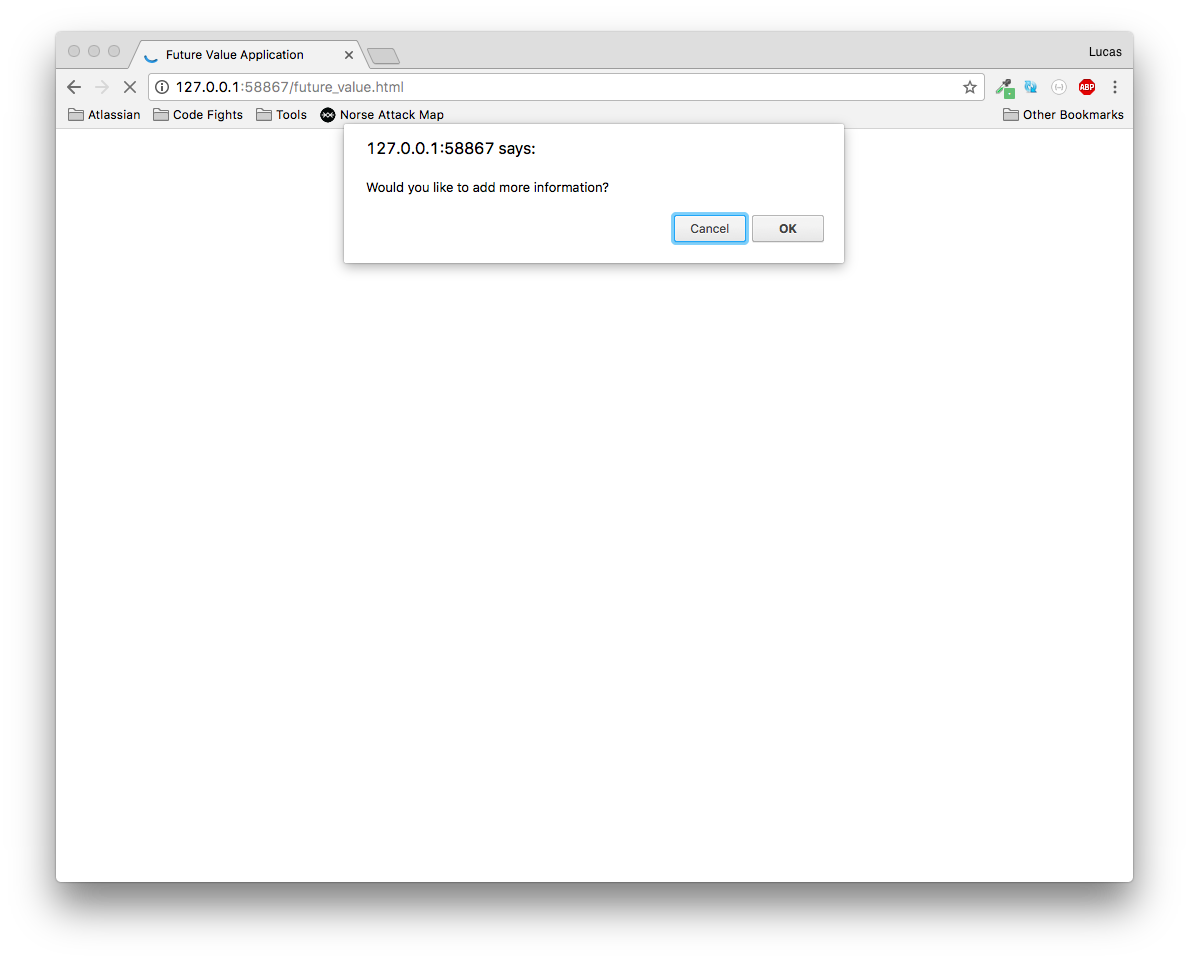 Future Value Application
Lucas
127.0.0.1:58867/future_value.html
ABP
Atlassian
Code Fights
Tools
Norse Attack Map
Other Bookmarks
127.0.0.1:58867 says:
Would you like to add more information?
Cancel
OK